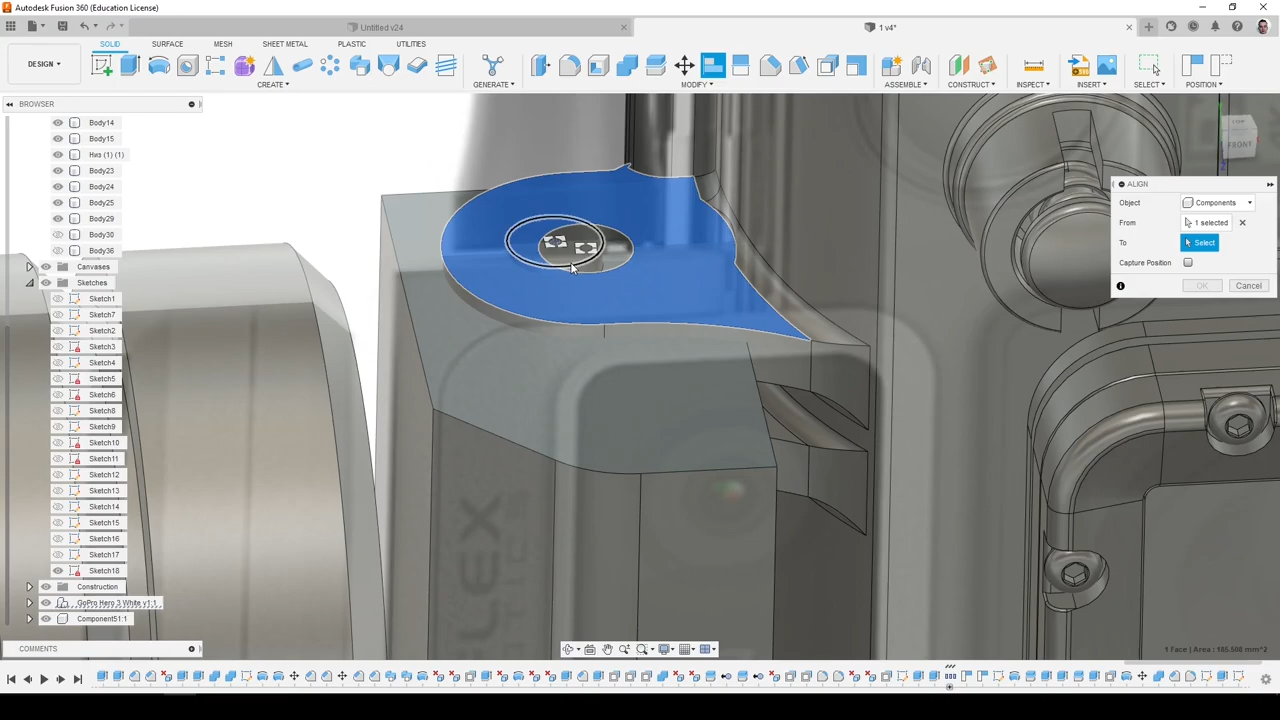 Autodesk Fusion 360 (Education License)
Untitled v24
1 v4*
DESIGN
SOLID
SURFACE
MESH
SHEET METAL
PLASTIC
UTILITIES
CREATE
GENERATE
MODIFY
ASSEMBLE
CONSTRUCT
INSPECT
INSERT
SELECT
POSITION
BROWSER
Body14
Body15
Низ (1) (1)
Body23
Body24
Body25
Body29
Body30
Body36
Canvases
Sketches
Sketch1
Sketch7
Sketch2
Sketch3
Sketch4
Sketch5
Sketch6
Sketch8
Sketch9
Sketch10
Sketch11
Sketch12
Sketch13
Sketch14
Sketch15
Sketch16
Sketch17
Sketch18
Construction
GoPro Hero 3 White v1:1
Component51:1
COMMENTS
FRONT
ALIGN
Object
Components
From
1 selected
To
Select
Capture Position
OK
Cancel
1 Face | Area : 185.508 mm^2